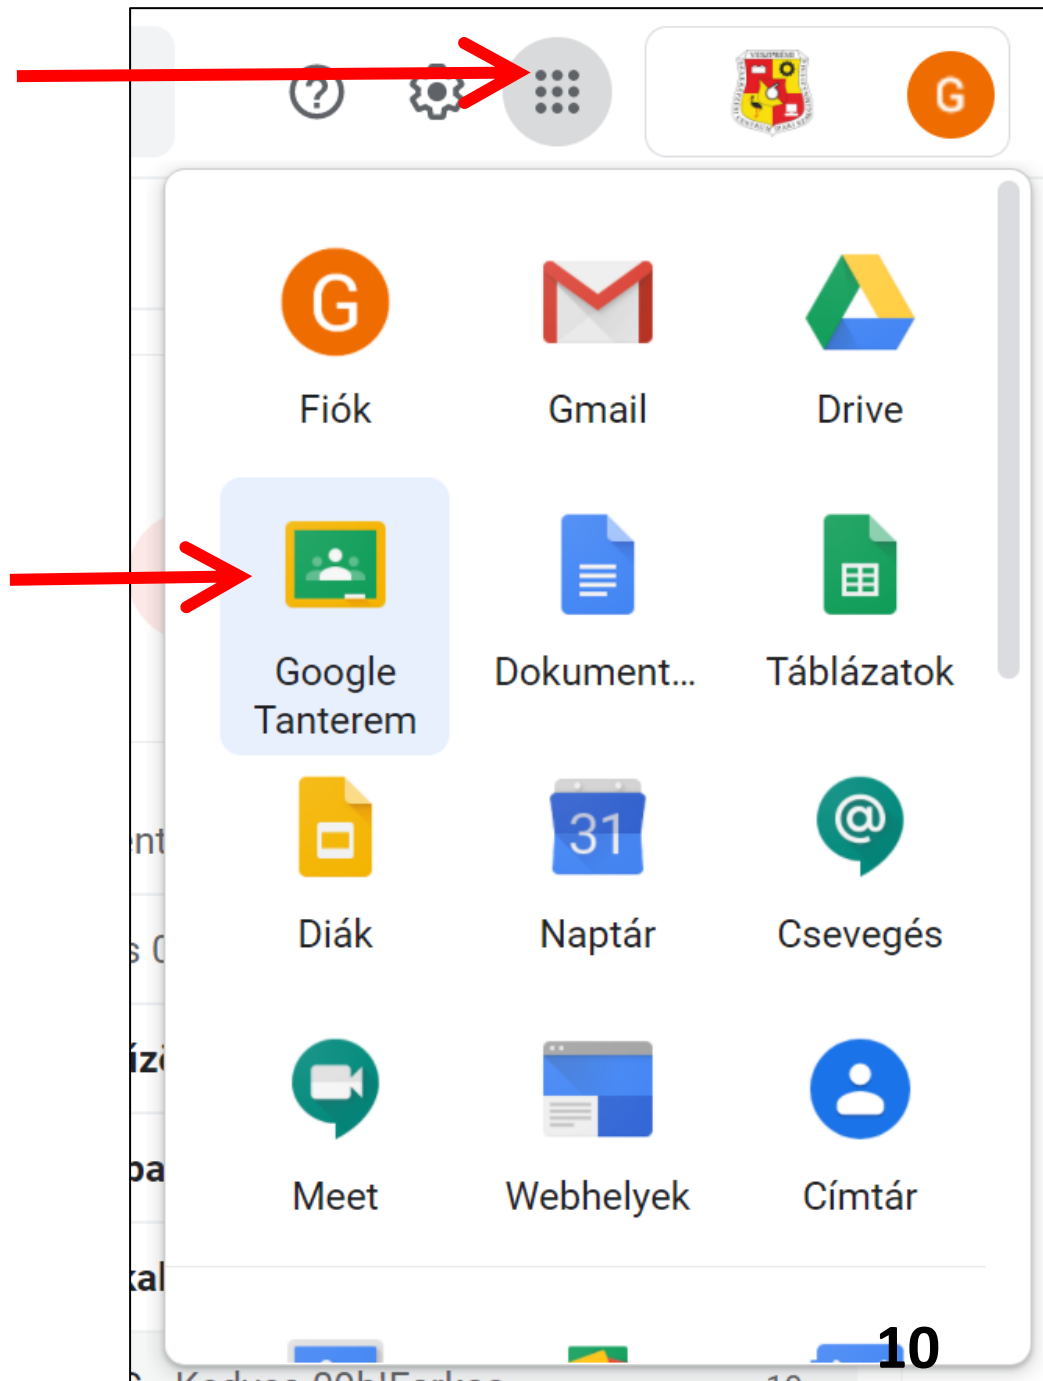 G
Fiók
Gmail
Drive
Google
Tanterem
Dokument...
Táblázatok
Diák
31
Naptár
@
Csevegés
Meet
Webhelyek
Címtár
10